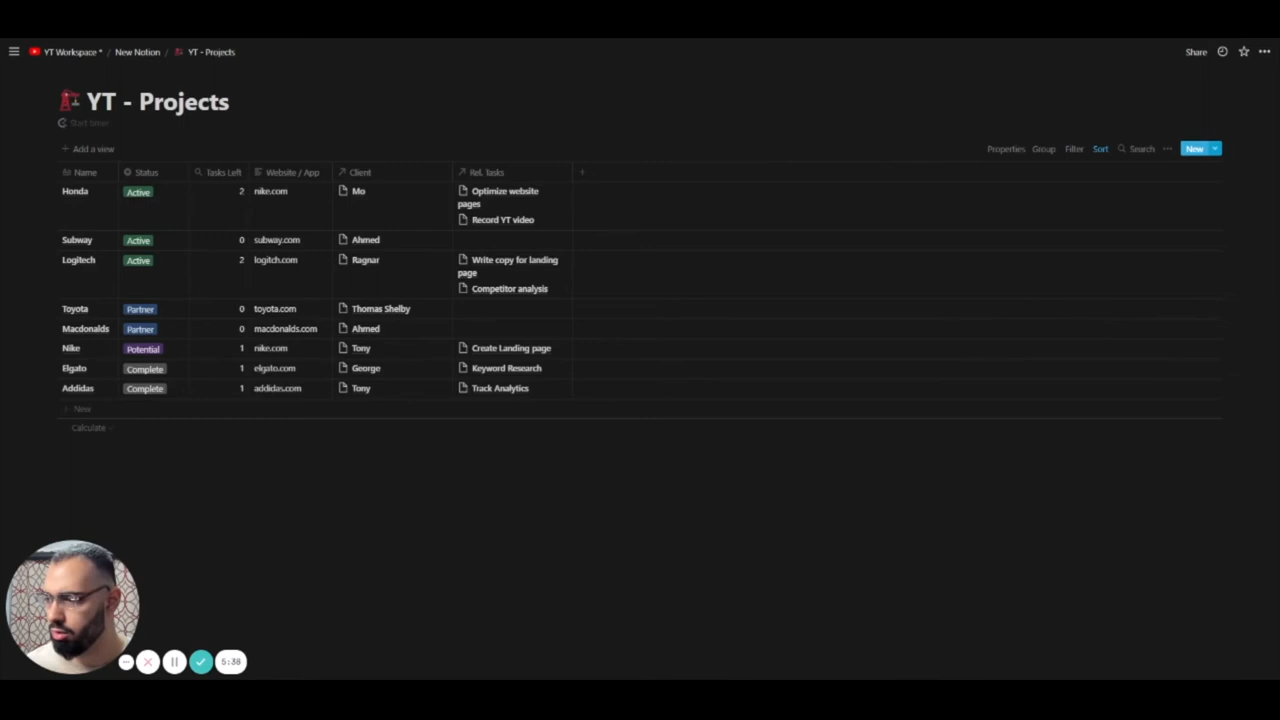 YT Workspace * / New Notion / YT - Projects
Share
YT - Projects
Start timer
+ Add a view
Properties Group Filter Sort Search ··· New
Name Status Tasks Left Website / App Client Rel. Tasks +
Honda Active 2 nike.com Mo Optimize website
pages
Record YT video
Subway Active 0 subway.com Ahmed
Logitech Active 2 logitch.com Ragnar Write copy for landing
page
Competitor analysis
Toyota Partner 0 toyota.com Thomas Shelby
Macdonalds Partner 0 macdonalds.com Ahmed
Nike Potential 1 nike.com Tony Create Landing page
Elgato Complete 1 elgato.com George Keyword Research
Addidas Complete 1 addidas.com Tony Track Analytics
New
Calculate
5:38